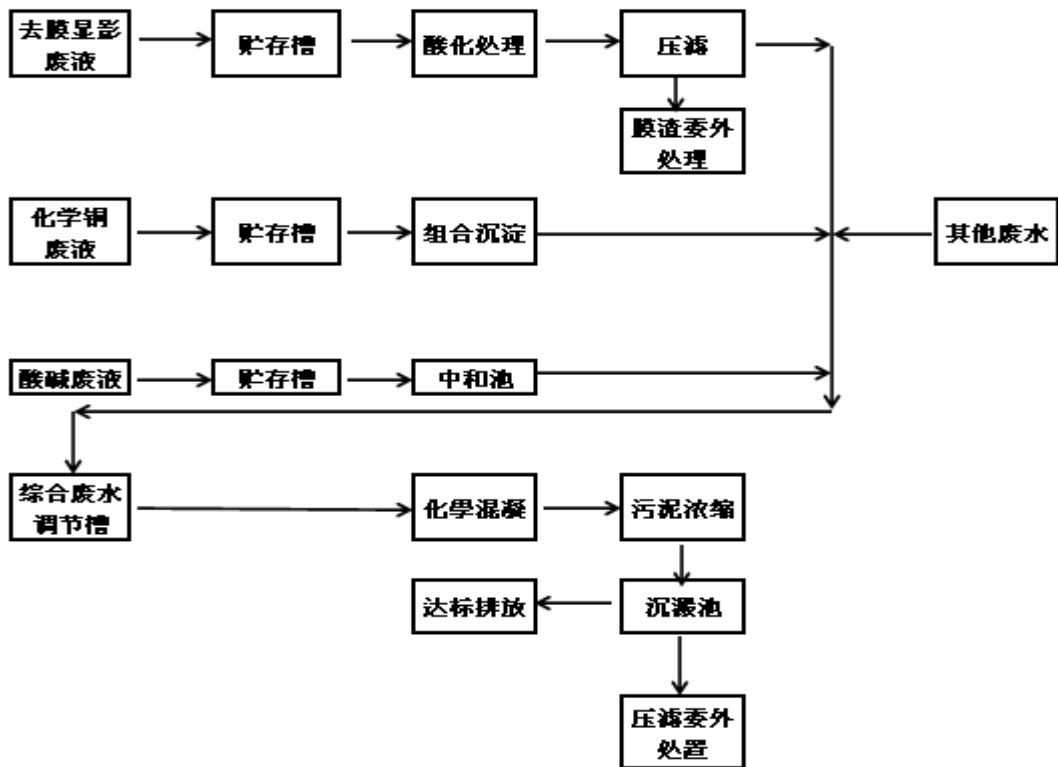 去膜显影
废液
贮存槽
酸化处理
压滤
膜渣委外
处理
化学铜
废液
贮存槽
组合沉淀
其他废水
酸碱废液
贮存槽
中和池
综合废水
调节槽
化學混凝
污泥浓缩
达标排放
沉澱池
压滤委外
处置